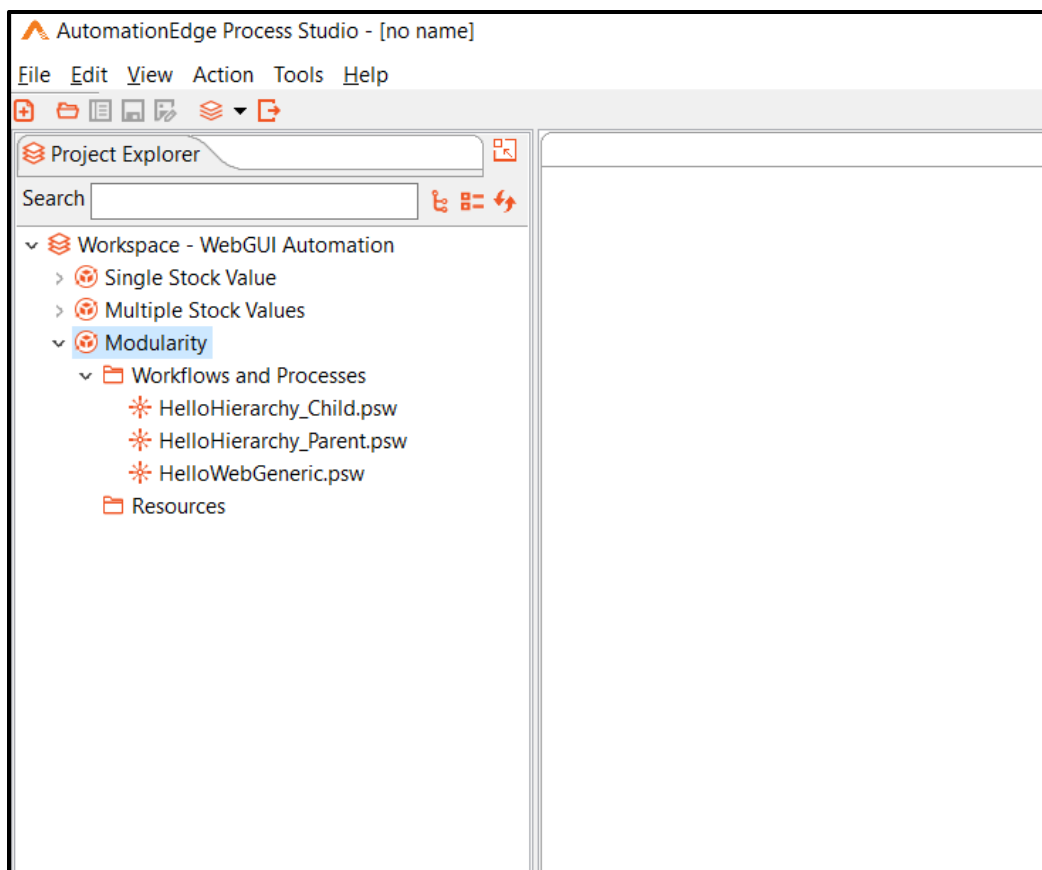 AutomationEdge Process Studio - [no name]
File Edit View Action Tools Help
Project Explorer
Search
Workspace - WebGUI Automation
Single Stock Value
Multiple Stock Values
Modularity
Workflows and Processes
HelloHierarchy_Child.psw
HelloHierarchy_Parent.psw
HelloWebGeneric.psw
Resources